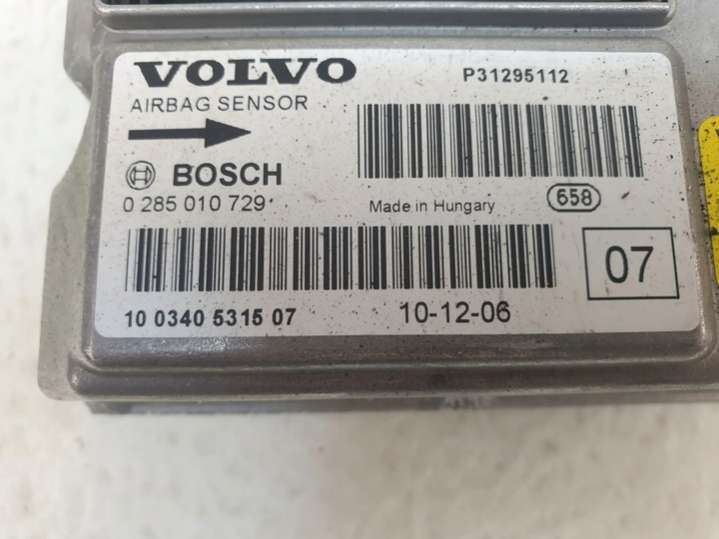 VOLVO
P31295112
AIRBAG SENSOR
BOSCH
0 285 010 729
Made in Hungary
658
07
10 0340 5315 07
10-12-06